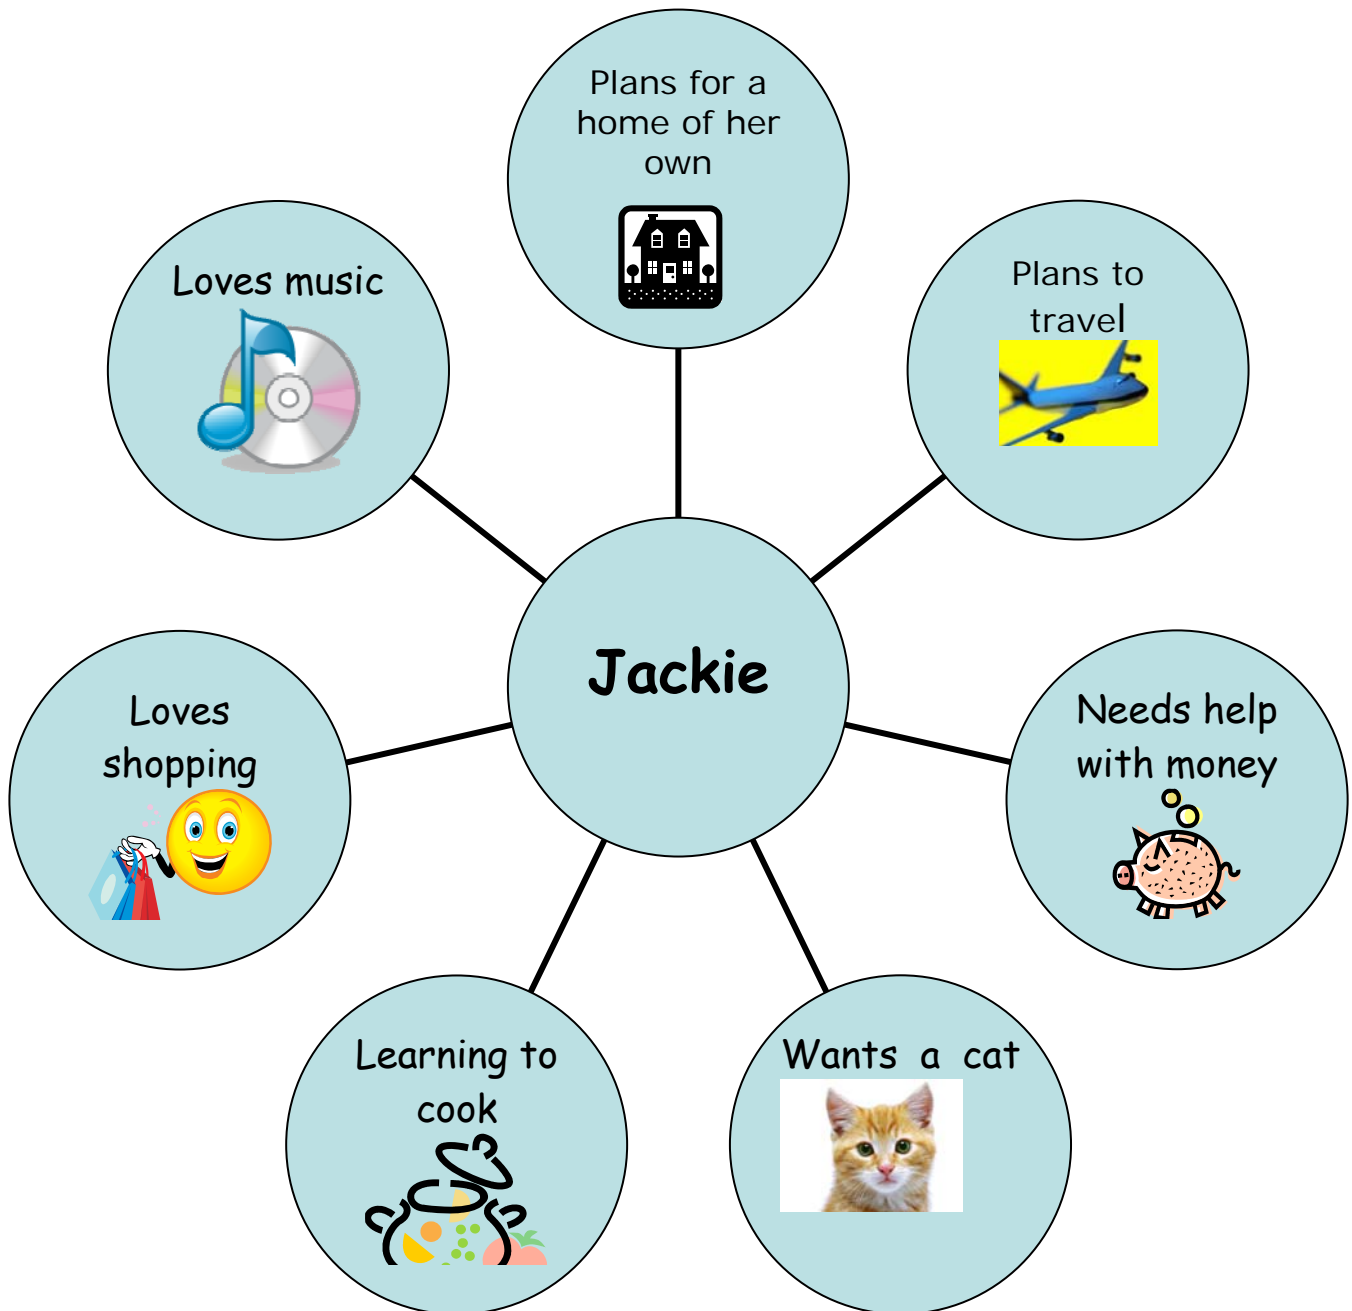 Plans for a
home of her
own
Plans to
travel
Needs help
with money
Wants a cat
Learning to
cook
Loves
shopping
Loves music
Jackie